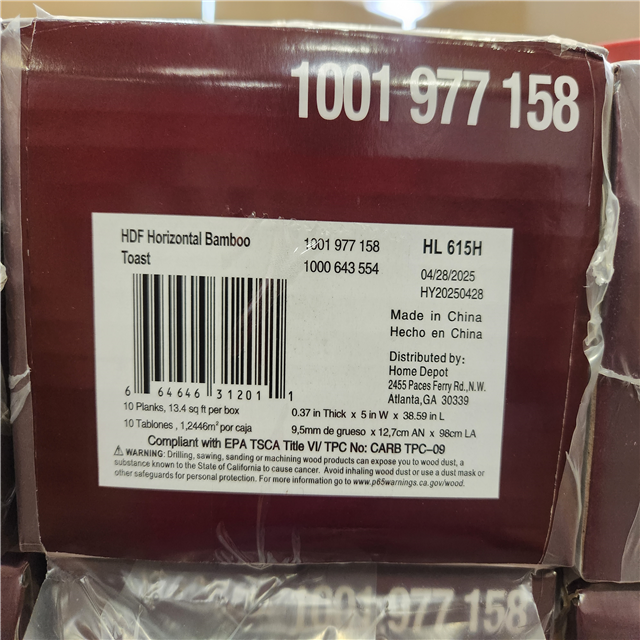 1001 977 158
HDF Horizontal Bamboo
Toast
1001 977 158
1000 643 554
HL 615H
04/28/2025
HY20250428
Made in China
Hecho en China
Distributed by:
Home Depot
2455 Paces Ferry Rd.,N.W.
Atlanta,GA 30339
6 64646 31201 1
10 Planks, 13.4 sq ft per box
10 Tablones , 1,2446m² por caja
0.37 in Thick x 5 in W x 38.59 in L
9,5mm de grueso x 12,7cm AN x 98cm LA
Compliant with EPA TSCA Title VI/ TPC No: CARB TPC-09
⚠ WARNING: Drilling, sawing, sanding or machining wood products can expose you to wood dust, a
substance known to the State of California to cause cancer. Avoid inhaling wood dust or use a dust mask or
other safeguards for personal protection. For more information go to www.p65warnings.ca.gov/wood.
1001 977 158